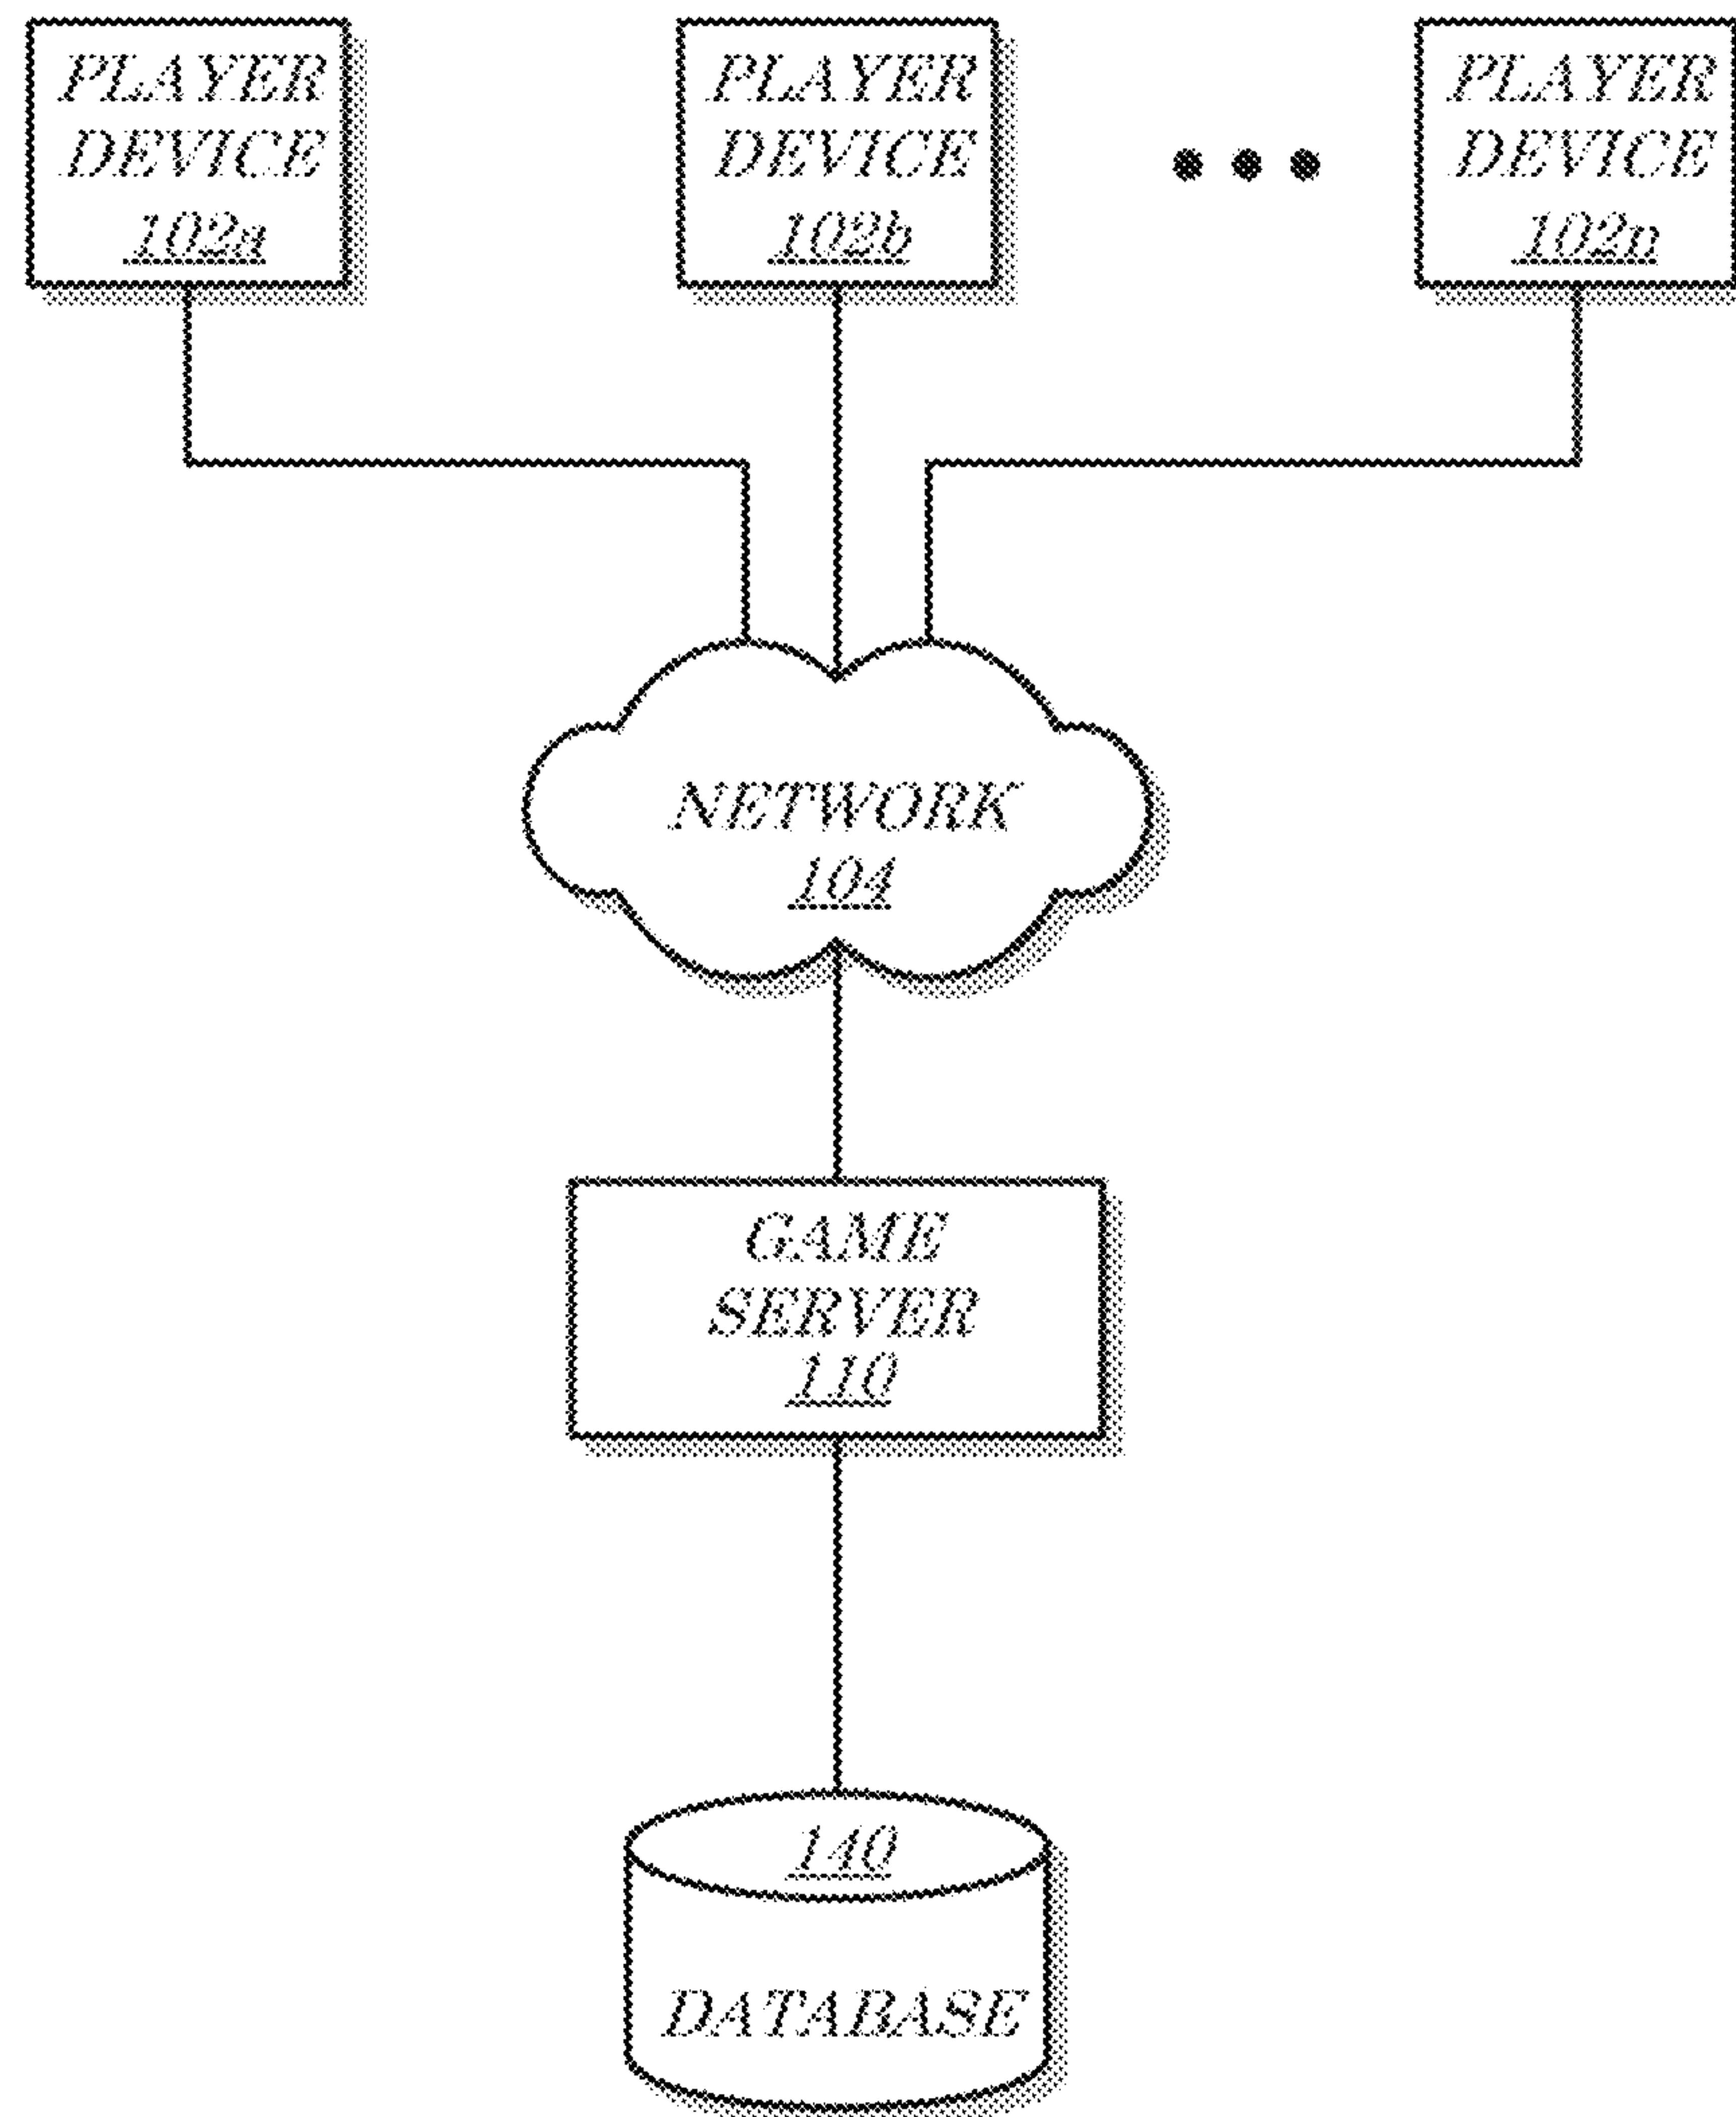 PLAYER
DEVICE
102a
PLAYER
DEVICE
102b
PLAYER
DEVICE
102n
NETWORK
104
GAME
SERVER
110
140
DATABASE